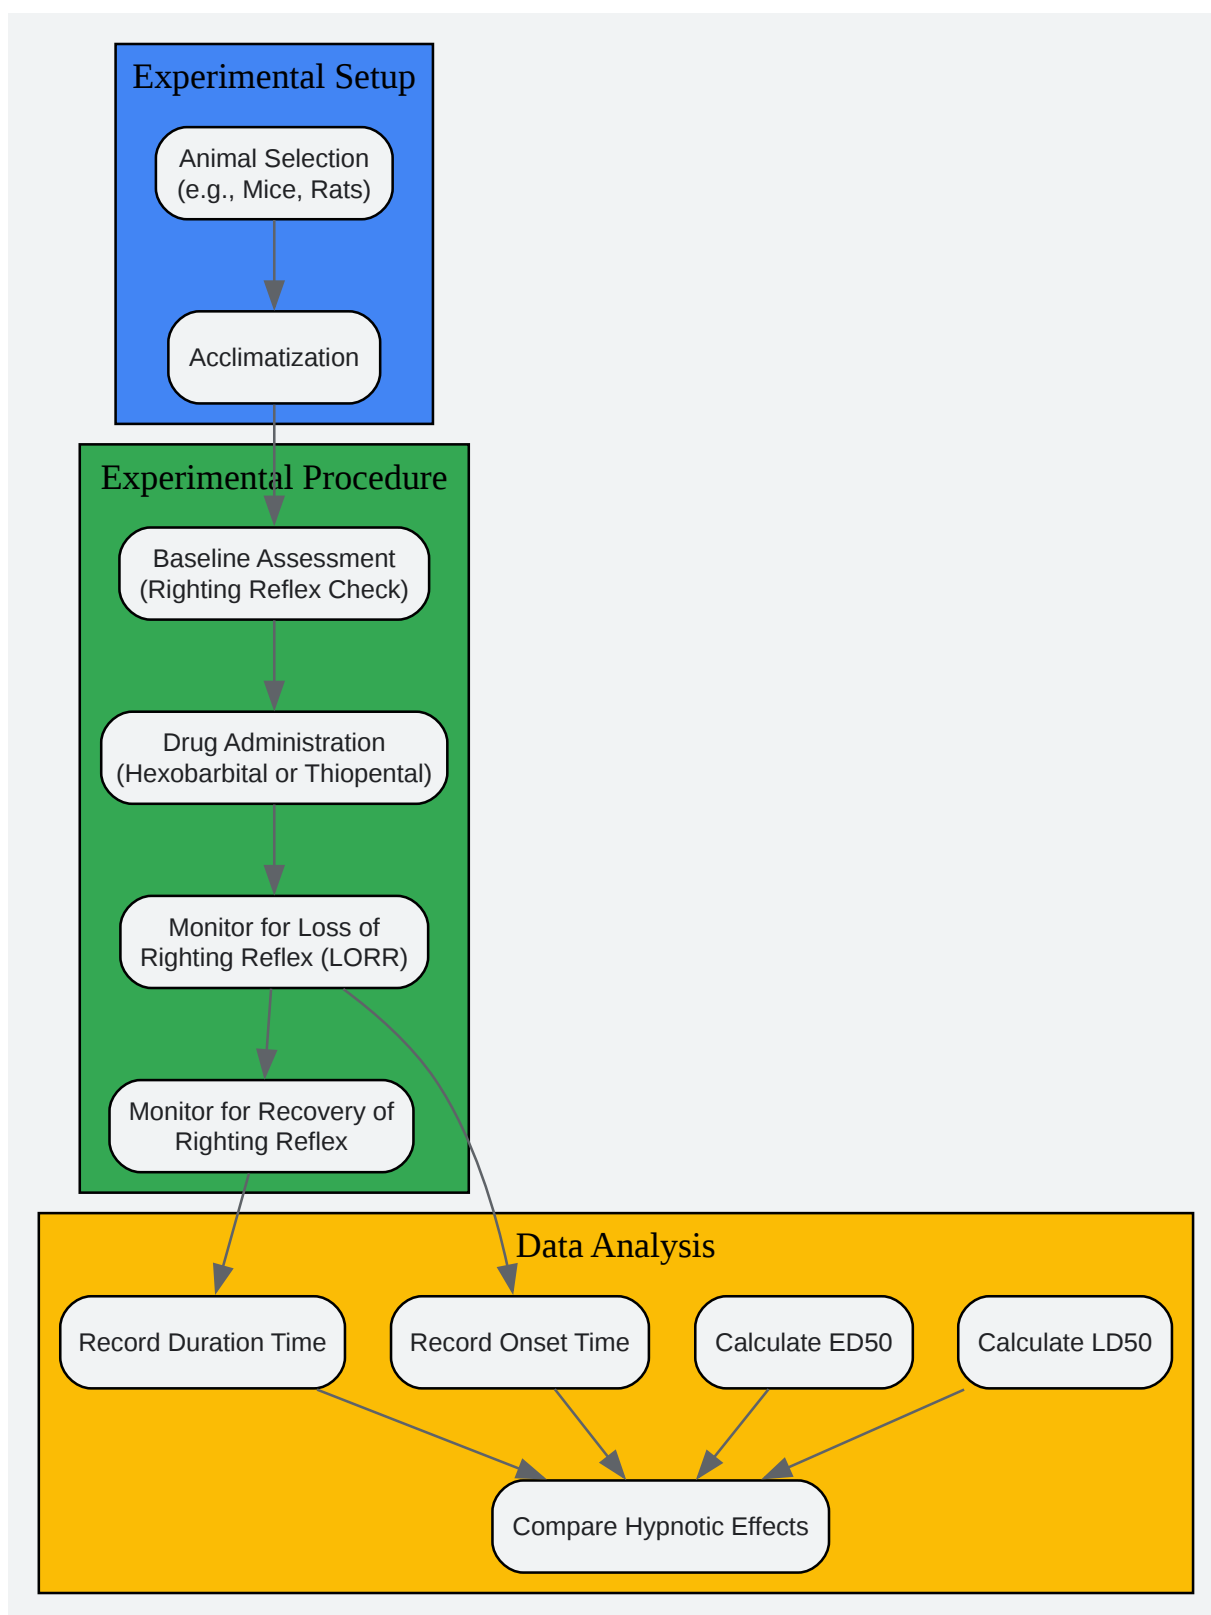 Experimental Setup
Animal Selection
(e.g., Mice, Rats)
Acclimatization
Experimental Procedure
Baseline Assessment
(Righting Reflex Check)
Drug Administration
(Hexobarbital or Thiopental)
Monitor for Loss of
Righting Reflex (LORR)
Monitor for Recovery of
Righting Reflex
Data Analysis
Record Duration Time
Record Onset Time
Calculate ED50
Calculate LD50
Compare Hypnotic Effects